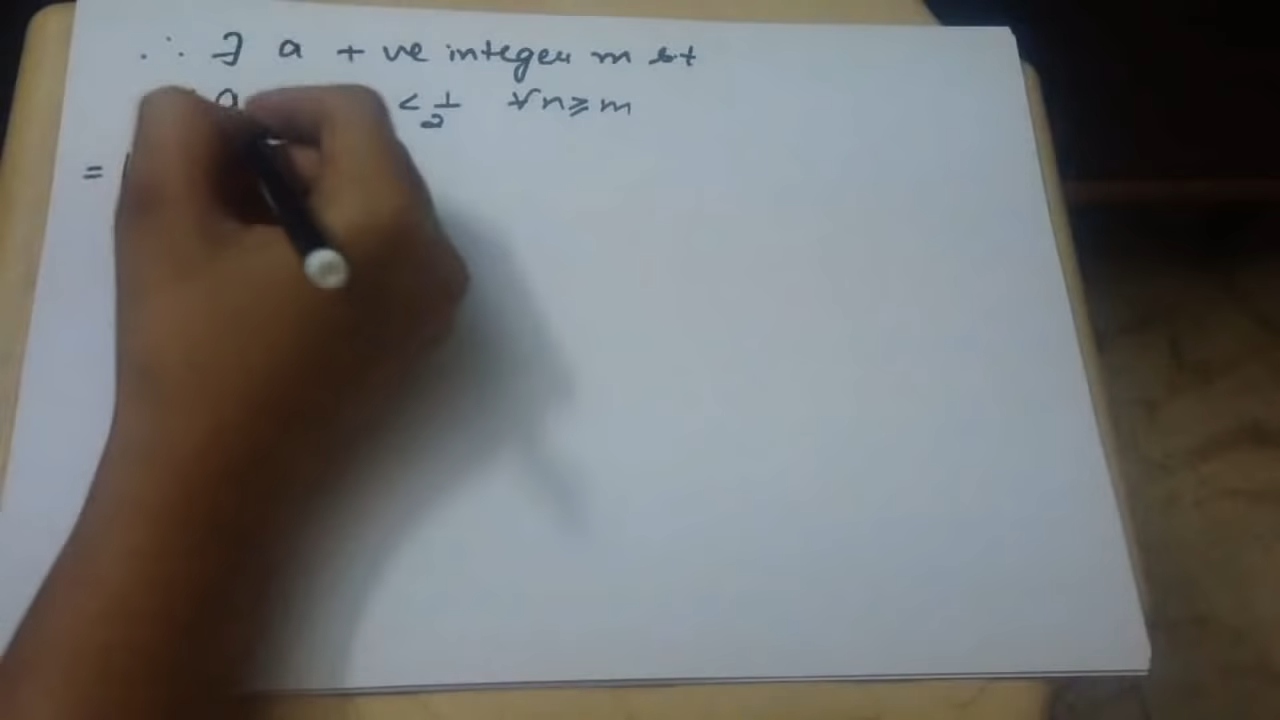 ∴ ∃ a +ve integer m st
a < 1/2 ∀n≥m
=